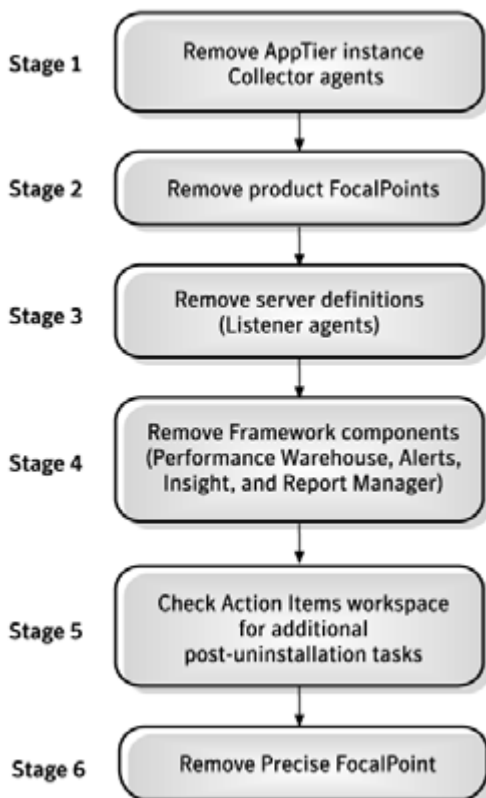 Stage 1
Remove AppTier instance
Collector agents
Stage 2
Remove product FocalPoints
Stage 3
Remove server definitions
(Listener agents)
Stage 4
Remove Framework components
(Performance Warehouse, Alerts,
Insight, and Report Manager)
Stage 5
Check Action Items workspace
for additional
post-uninstallation tasks
Stage 6
Remove Precise FocalPoint